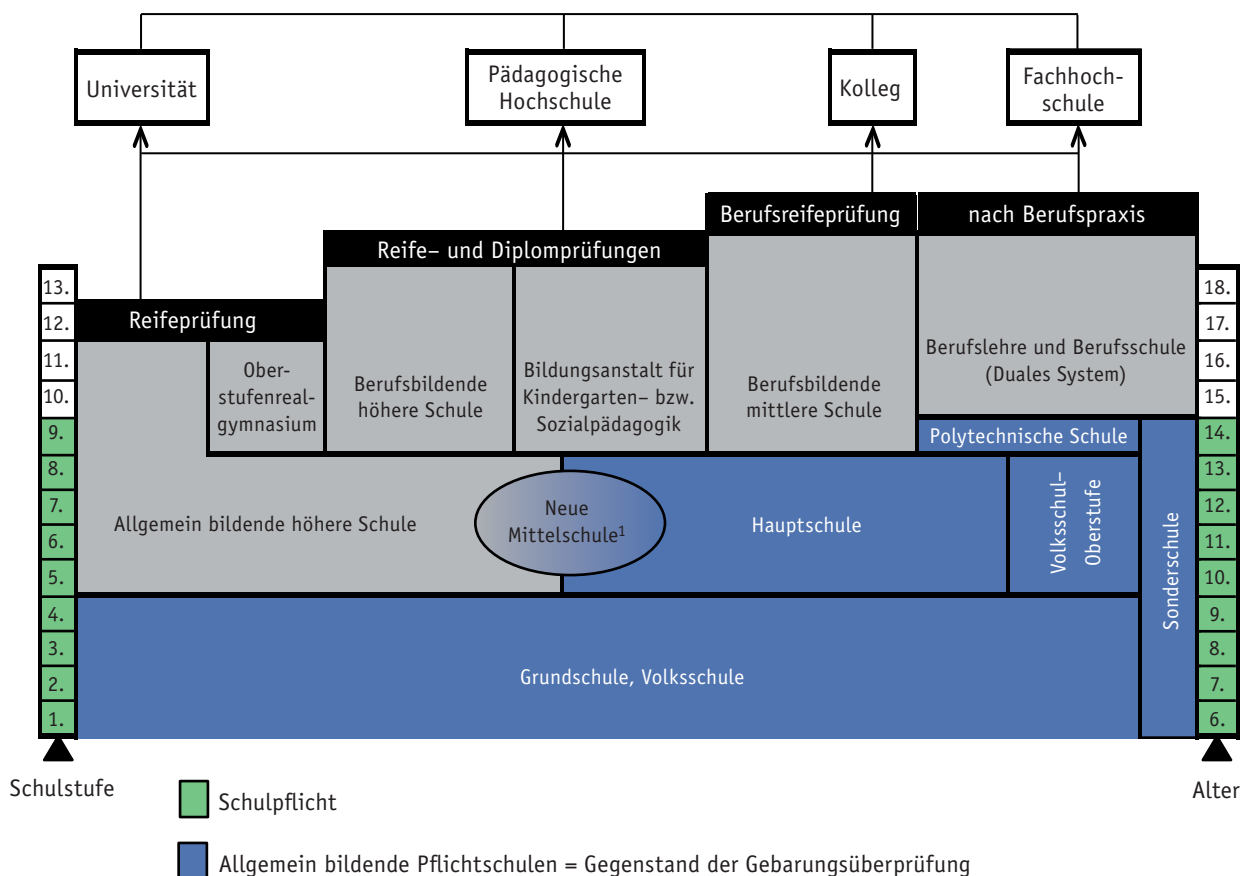 Universität
Pädagogische
Hochschule
Kolleg
Fachhoch-
schule
Berufsreifeprüfung
nach Berufspraxis
Reife– und Diplomprüfungen
Reifeprüfung
13.
12.
11.
10.
9.
8.
7.
6.
5.
4.
3.
2.
1.
Ober-
stufenreal-
gymnasium
Berufsbildende
höhere Schule
Bildungsanstalt für
Kindergarten– bzw.
Sozialpädagogik
Berufsbildende
mittlere Schule
Berufslehre und Berufsschule
(Duales System)
Polytechnische Schule
Allgemein bildende höhere Schule
Neue
Mittelschule¹
Hauptschule
Volksschul–
Oberstufe
Sonderschule
Grundschule, Volksschule
18.
17.
16.
15.
14.
13.
12.
11.
10.
9.
8.
7.
6.
Schulstufe
Alter
Schulpflicht
Allgemein bildende Pflichtschulen = Gegenstand der Gebarungsüberprüfung